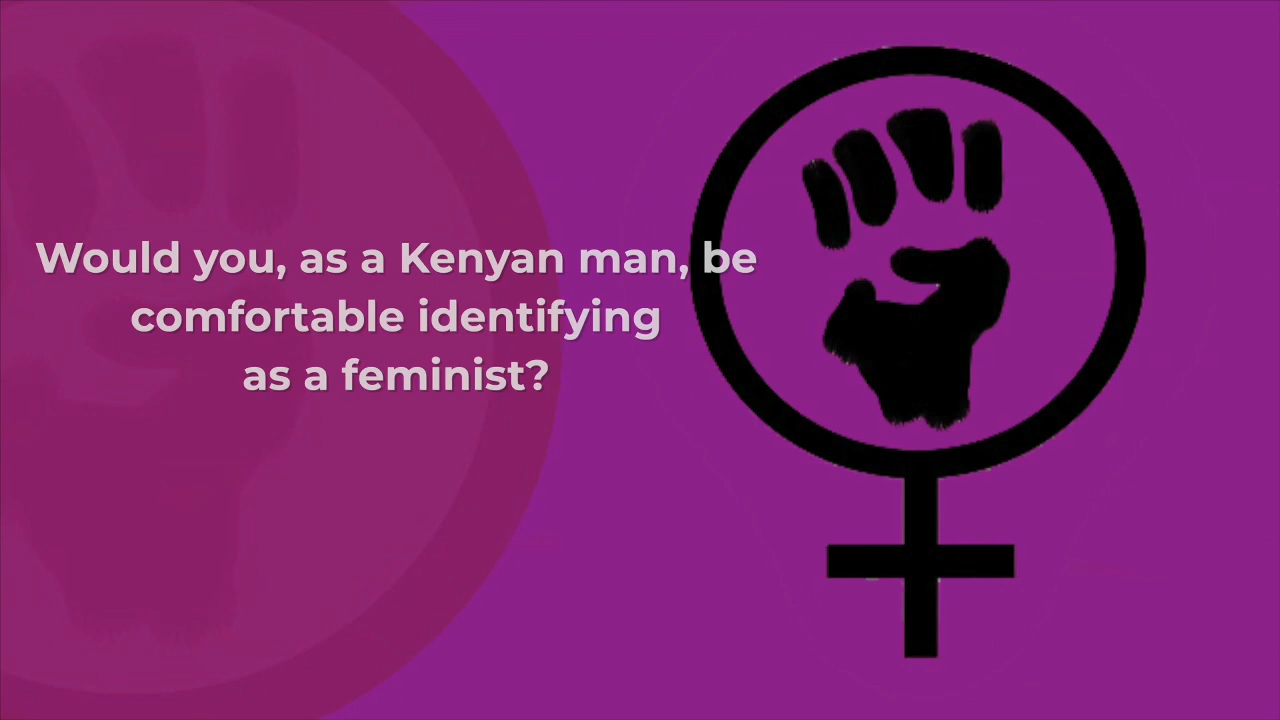 Would you, as a Kenyan man, be
comfortable identifying
as a feminist?